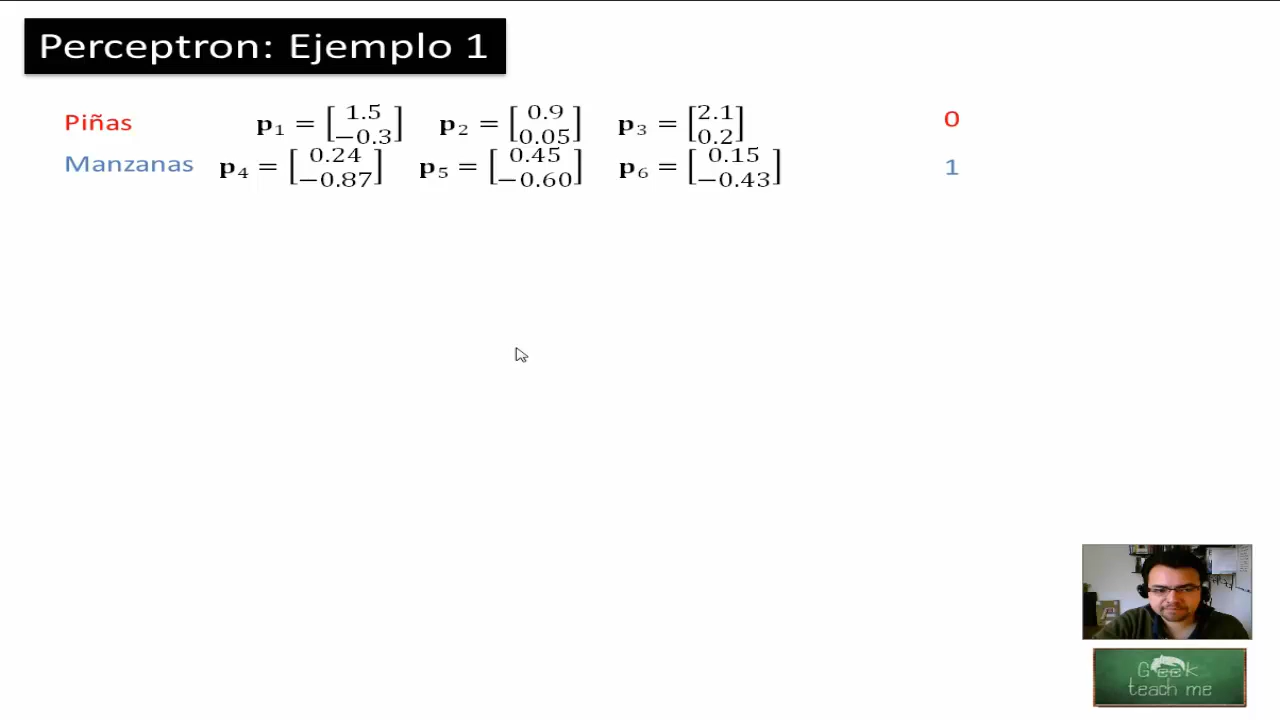 Perceptron: Ejemplo 1
Piñas p₁ = [1.5 −0.3] p₂ = [0.9 0.05] p₃ = [2.1 0.2] 0
Manzanas p₄ = [0.24 −0.87] p₅ = [0.45 −0.60] p₆ = [0.15 −0.43] 1
Geek
teach me